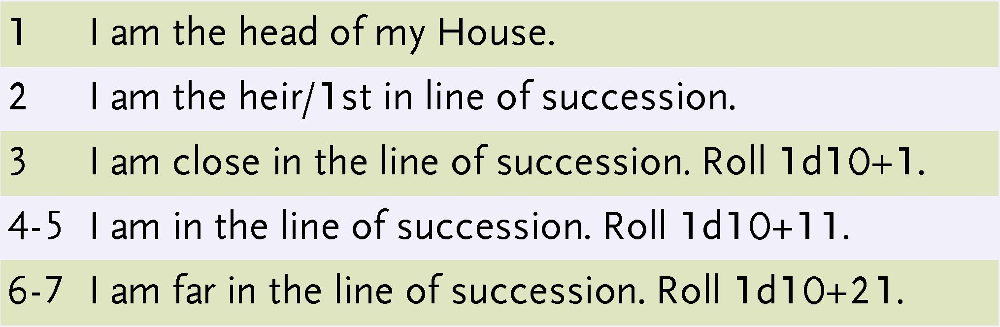 1 I am the head of my House.
2 I am the heir/1st in line of succession.
3 I am close in the line of succession. Roll 1d10+1.
4-5 I am in the line of succession. Roll 1d10+11.
6-7 I am far in the line of succession. Roll 1d10+21.